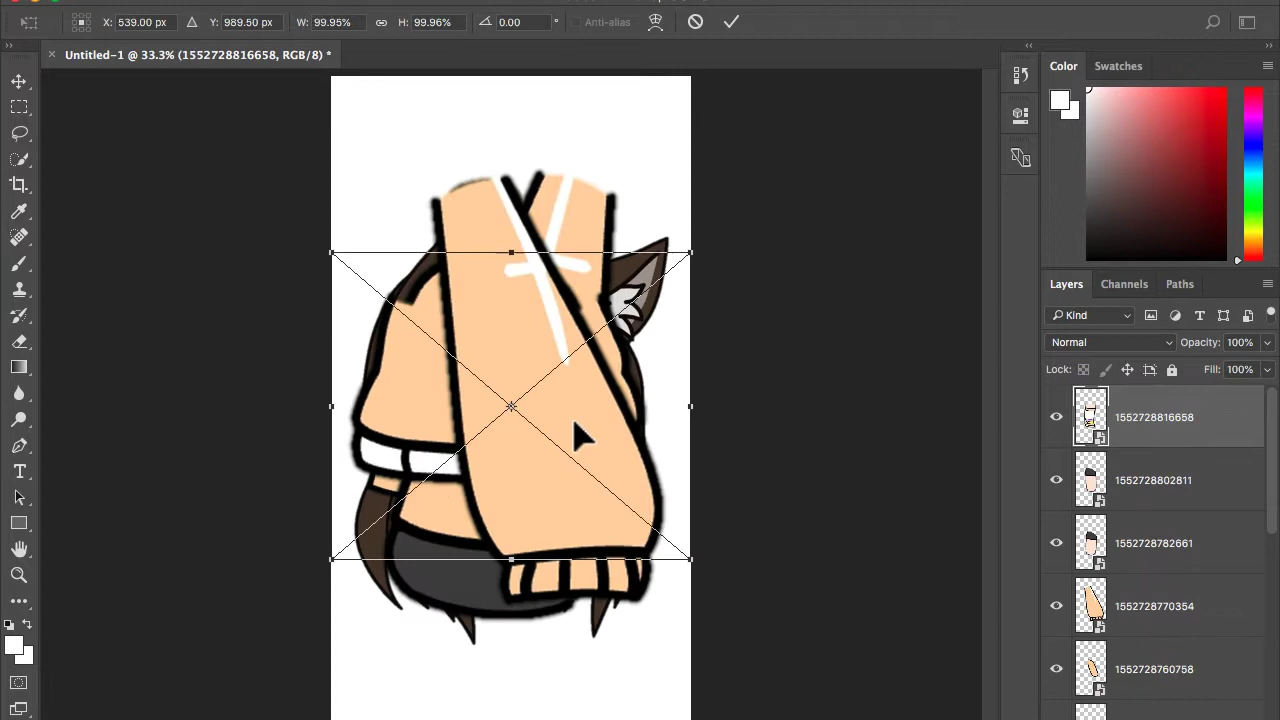 X: 539.00 px Y: 989.50 px W: 99.95% H: 99.96% 0.00 ° Anti-alias
Untitled-1 @ 33.3% (1552728816658, RGB/8) *
Color Swatches
Layers Channels Paths
Kind
Normal Opacity: 100%
Lock: Fill: 100%
1552728816658
1552728802811
1552728782661
1552728770354
1552728760758